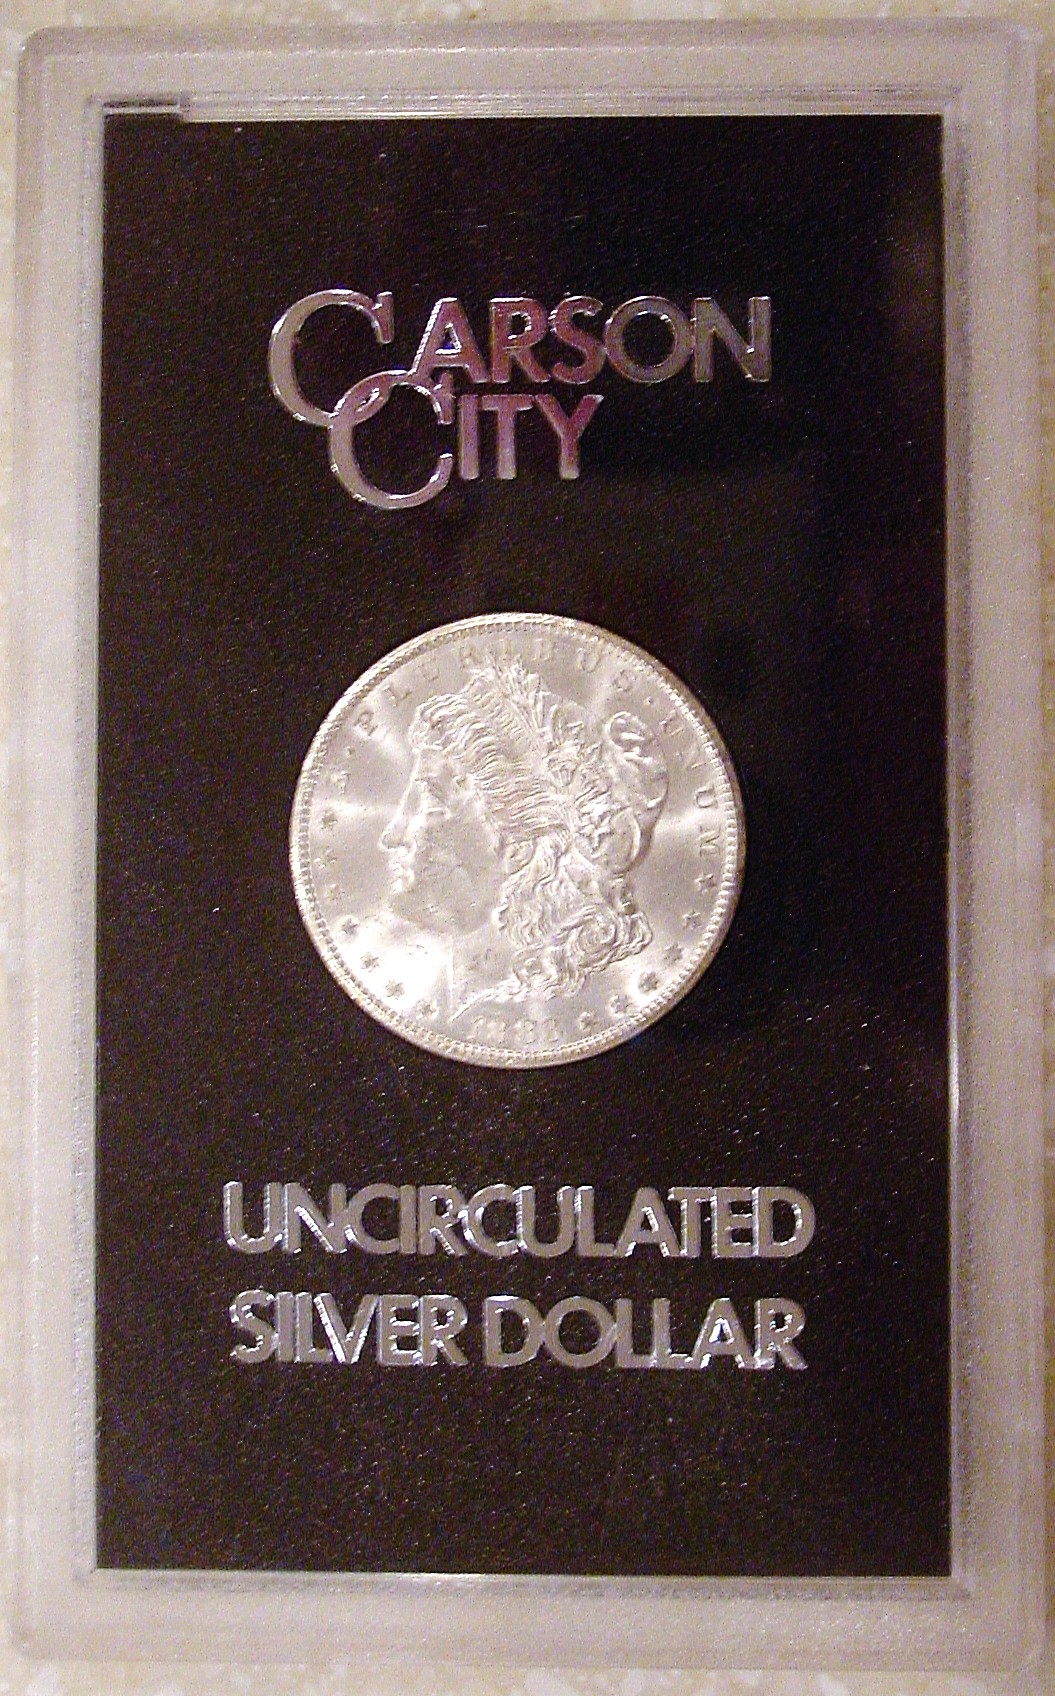 CARSON
CITY
E·PLURIBUS·UNUM
UNCIRCULATED
SILVER DOLLAR